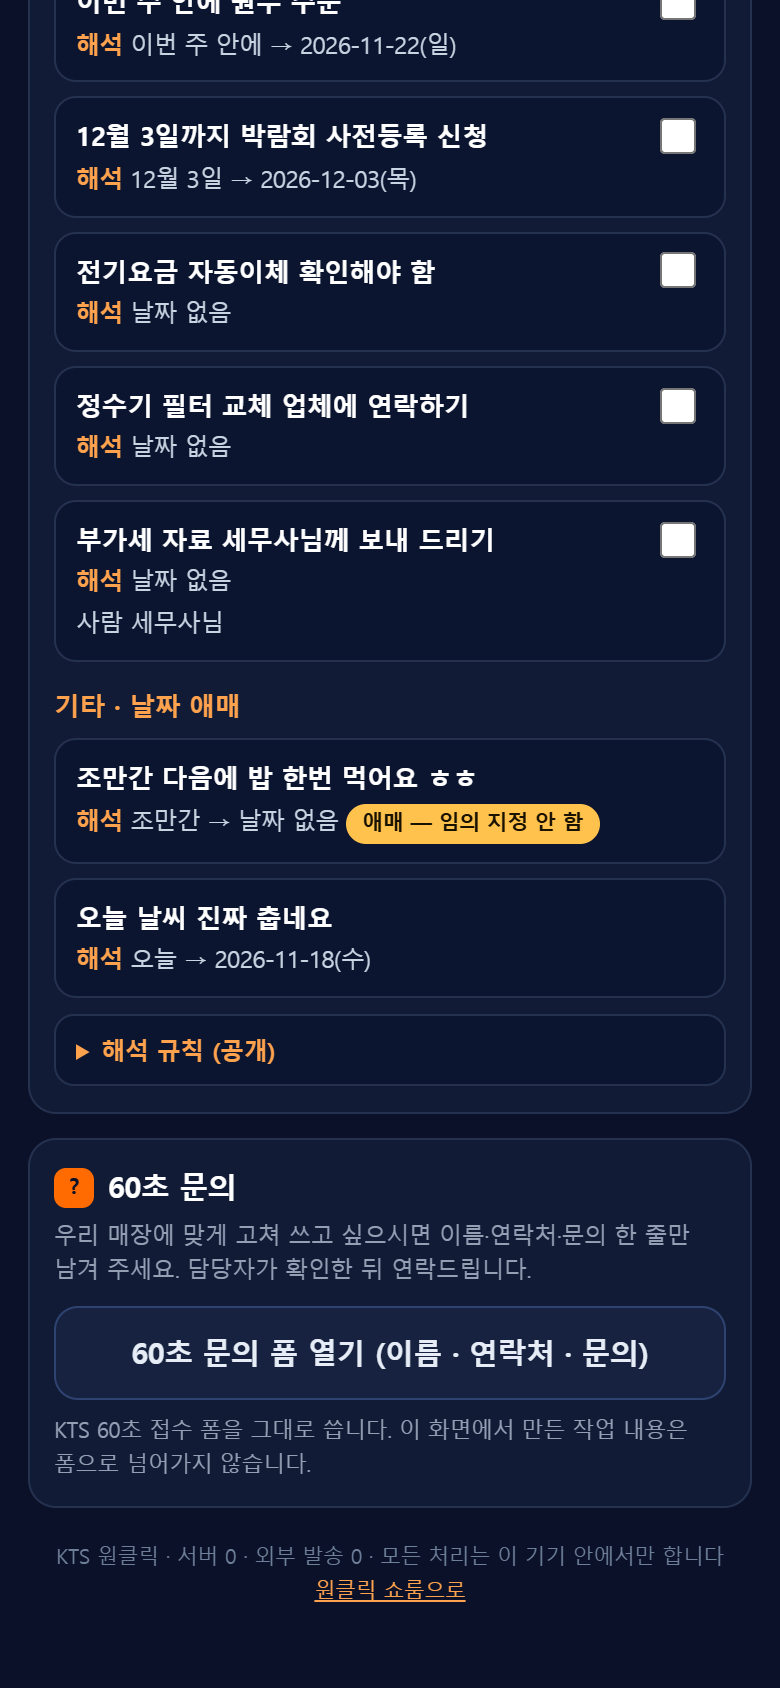 이번 주 안에 원두 주문
해석 이번 주 안에 → 2026-11-22(일)
12월 3일까지 박람회 사전등록 신청
해석 12월 3일 → 2026-12-03(목)
전기요금 자동이체 확인해야 함
해석 날짜 없음
정수기 필터 교체 업체에 연락하기
해석 날짜 없음
부가세 자료 세무사님께 보내 드리기
해석 날짜 없음
사람 세무사님
기타 · 날짜 애매
조만간 다음에 밥 한번 먹어요 ㅎㅎ
해석 조만간 → 날짜 없음 애매 — 임의 지정 안 함
오늘 날씨 진짜 춥네요
해석 오늘 → 2026-11-18(수)
▶ 해석 규칙 (공개)
? 60초 문의
우리 매장에 맞게 고쳐 쓰고 싶으시면 이름·연락처·문의 한 줄만
남겨 주세요. 담당자가 확인한 뒤 연락드립니다.
60초 문의 폼 열기 (이름 · 연락처 · 문의)
KTS 60초 접수 폼을 그대로 씁니다. 이 화면에서 만든 작업 내용은
폼으로 넘어가지 않습니다.
KTS 원클릭 · 서버 0 · 외부 발송 0 · 모든 처리는 이 기기 안에서만 합니다
원클릭 쇼룸으로